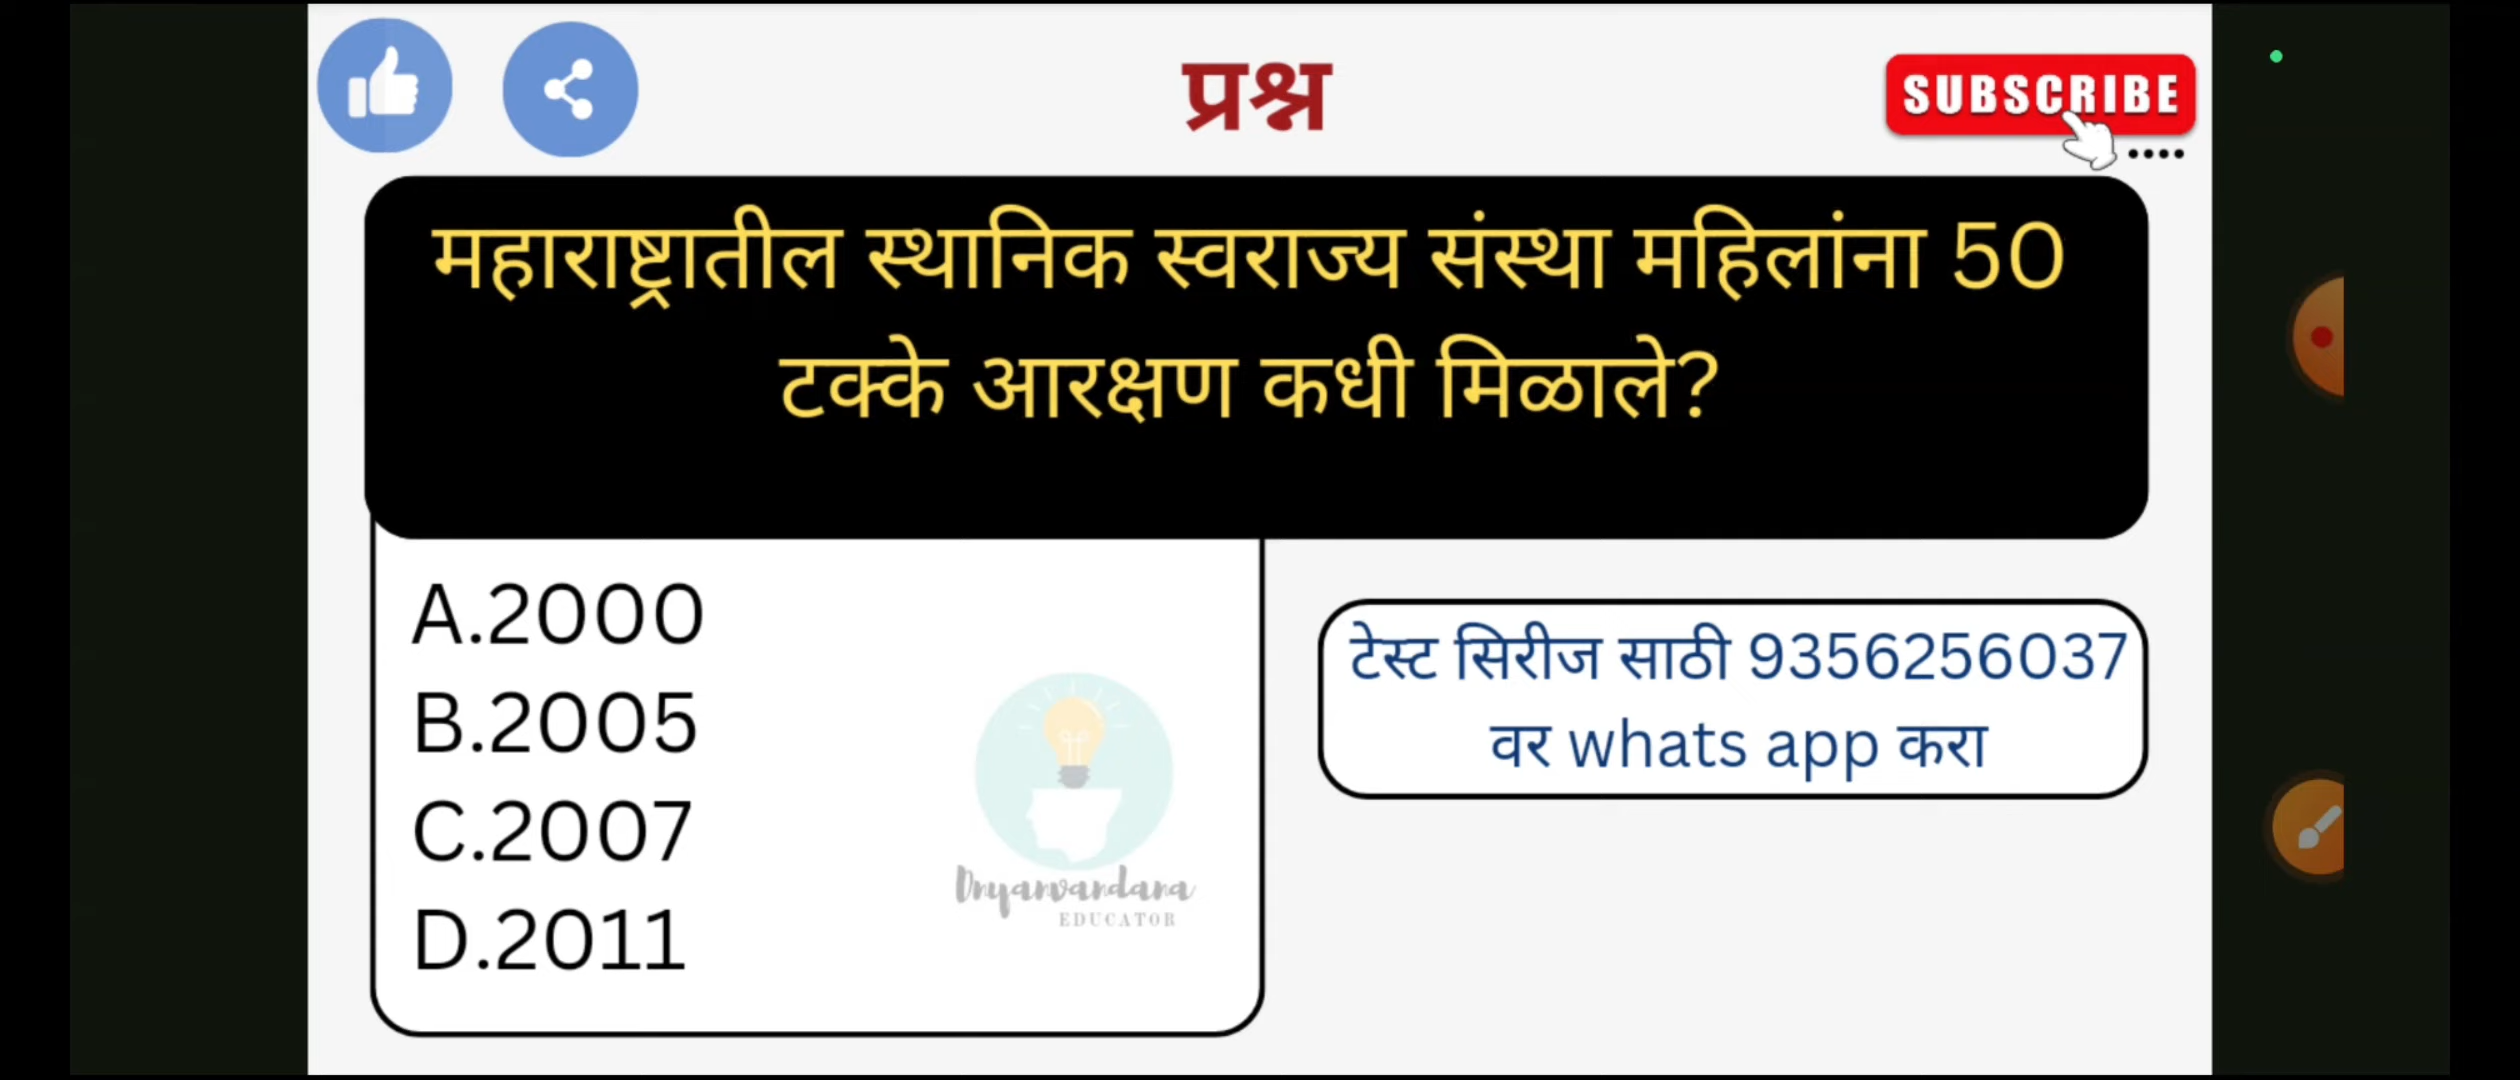 प्रश्न
SUBSCRIBE
महाराष्ट्रातील स्थानिक स्वराज्य संस्था महिलांना 50
टक्के आरक्षण कधी मिळाले?
A.2000
B.2005
C.2007
D.2011
टेस्ट सिरीज साठी 9356256037
वर whats app करा
Dnyanvandana
EDUCATOR